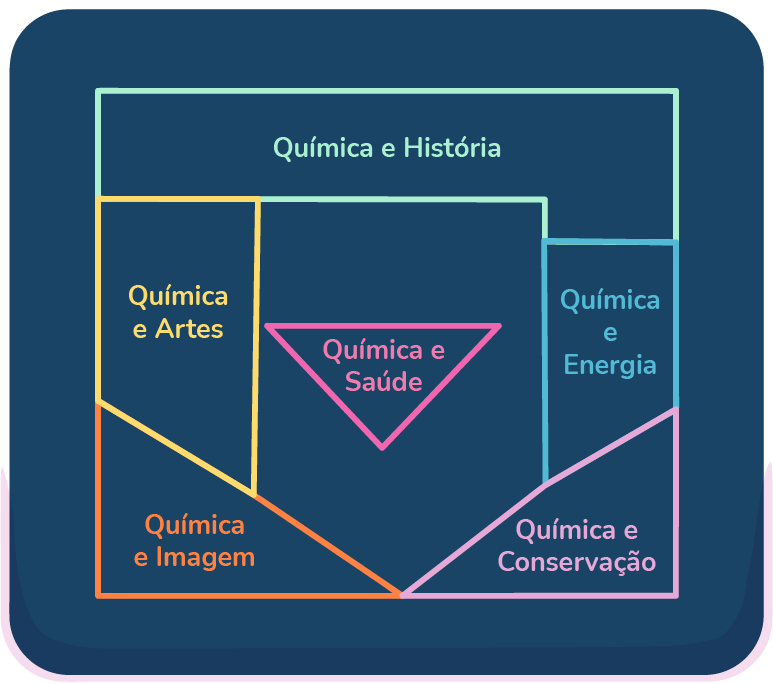 Química e História
Química
e Artes
Química e
Saúde
Química
e
Energia
Química
e Imagem
Química e
Conservação